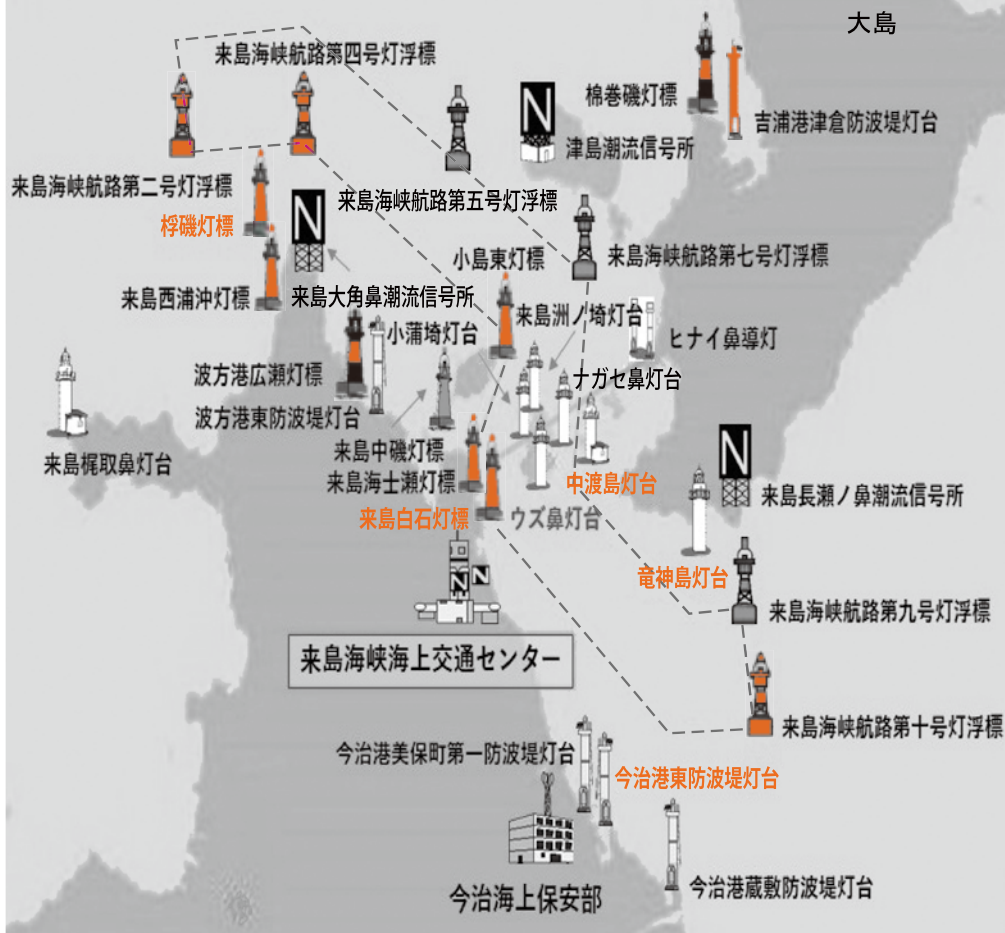 大島
来島海峡航路第四号灯浮標
棉巻磯灯標
吉浦港津倉防波堤灯台
N
津島潮流信号所
来島海峡航路第二号灯浮標
来島海峡航路第五号灯浮標
桴磯灯標
N
来島海峡航路第七号灯浮標
小島東灯標
来島西浦沖灯標
来島大角鼻潮流信号所
来島洲ノ埼灯台
小蒲埼灯台
ヒナイ鼻導灯
波方港広瀬灯標
ナガセ鼻灯台
波方港東防波堤灯台
来島中磯灯標
来島梶取鼻灯台
N
来島海士瀬灯標
中渡島灯台
来島長瀬ノ鼻潮流信号所
来島白石灯標
ウズ鼻灯台
竜神島灯台
N
N
来島海峡航路第九号灯浮標
来島海峡海上交通センター
来島海峡航路第十号灯浮標
今治港美保町第一防波堤灯台
今治港東防波堤灯台
今治港蔵敷防波堤灯台
今治海上保安部